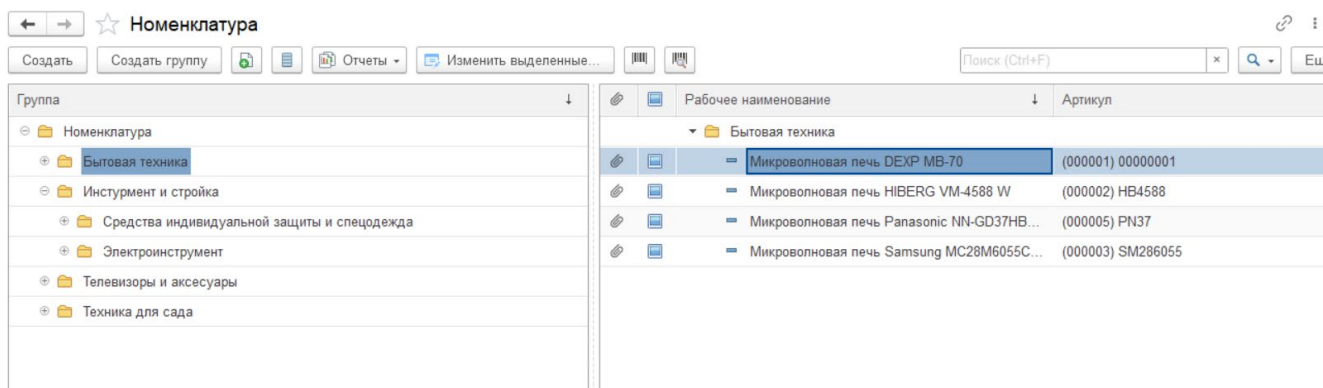 Номенклатура
Создать Создать группу Отчеты Изменить выделенные... Поиск (Ctrl+F) × Ещ
Группа ↓ Рабочее наименование ↓ Артикул
Номенклатура Бытовая техника
Бытовая техника Микроволновая печь DEXP MB-70 (000001) 00000001
Инстурмент и стройка Микроволновая печь HIBERG VM-4588 W (000002) HB4588
Средства индивидуальной защиты и спецодежда Микроволновая печь Panasonic NN-GD37HB... (000005) PN37
Электроинструмент Микроволновая печь Samsung MC28M6055C... (000003) SM286055
Телевизоры и аксесуары
Техника для сада